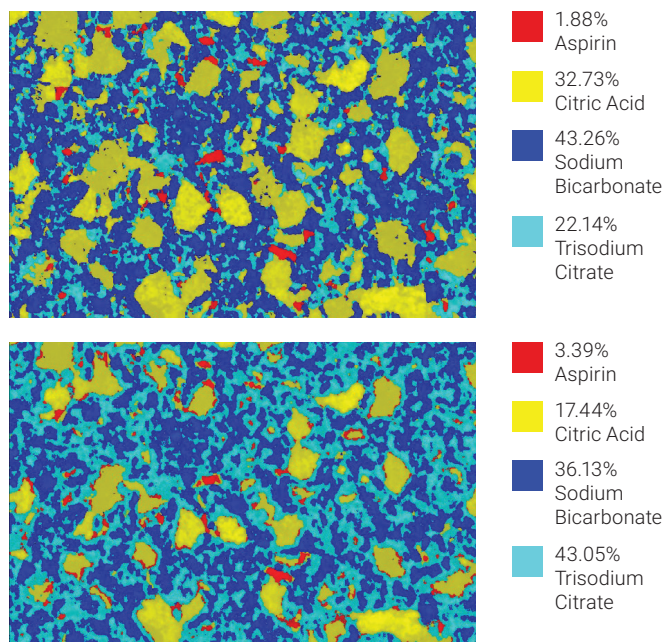 1.88%
Aspirin
32.73%
Citric Acid
43.26%
Sodium
Bicarbonate
22.14%
Trisodium
Citrate
3.39%
Aspirin
17.44%
Citric Acid
36.13%
Sodium
Bicarbonate
43.05%
Trisodium
Citrate